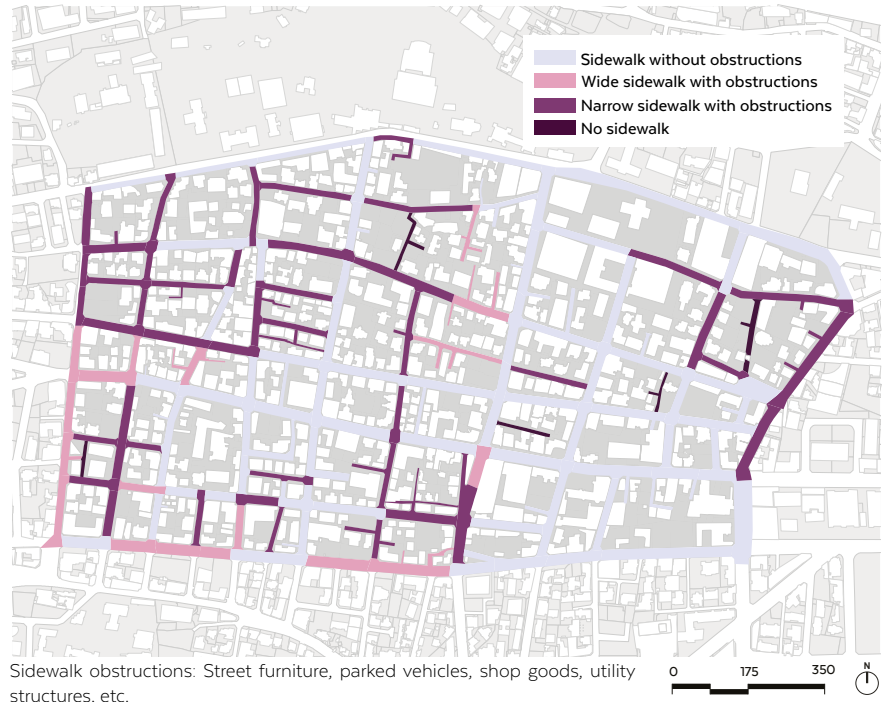 Sidewalk without obstructions
Wide sidewalk with obstructions
Narrow sidewalk with obstructions
No sidewalk
Sidewalk obstructions: Street furniture, parked vehicles, shop goods, utility
structures, etc.
0 175 350
N